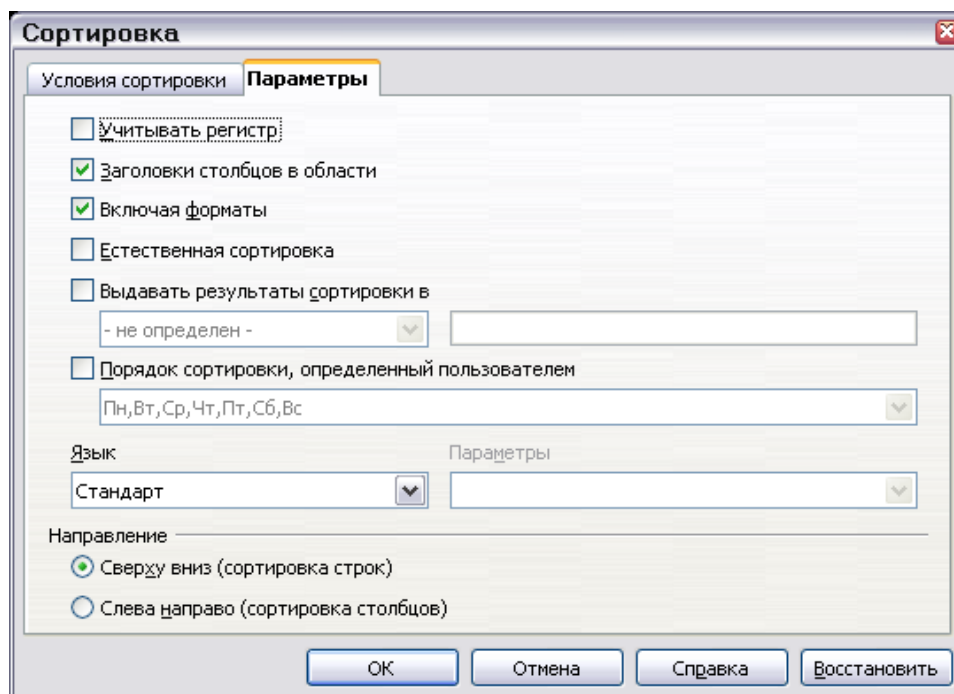 Сортировка
Условия сортировки Параметры
Учитывать регистр
Заголовки столбцов в области
Включая форматы
Естественная сортировка
Выдавать результаты сортировки в
- не определен -
Порядок сортировки, определенный пользователем
Пн,Вт,Ср,Чт,Пт,Сб,Вс
Язык Параметры
Стандарт
Направление
Сверху вниз (сортировка строк)
Слева направо (сортировка столбцов)
ОК Отмена Справка Восстановить